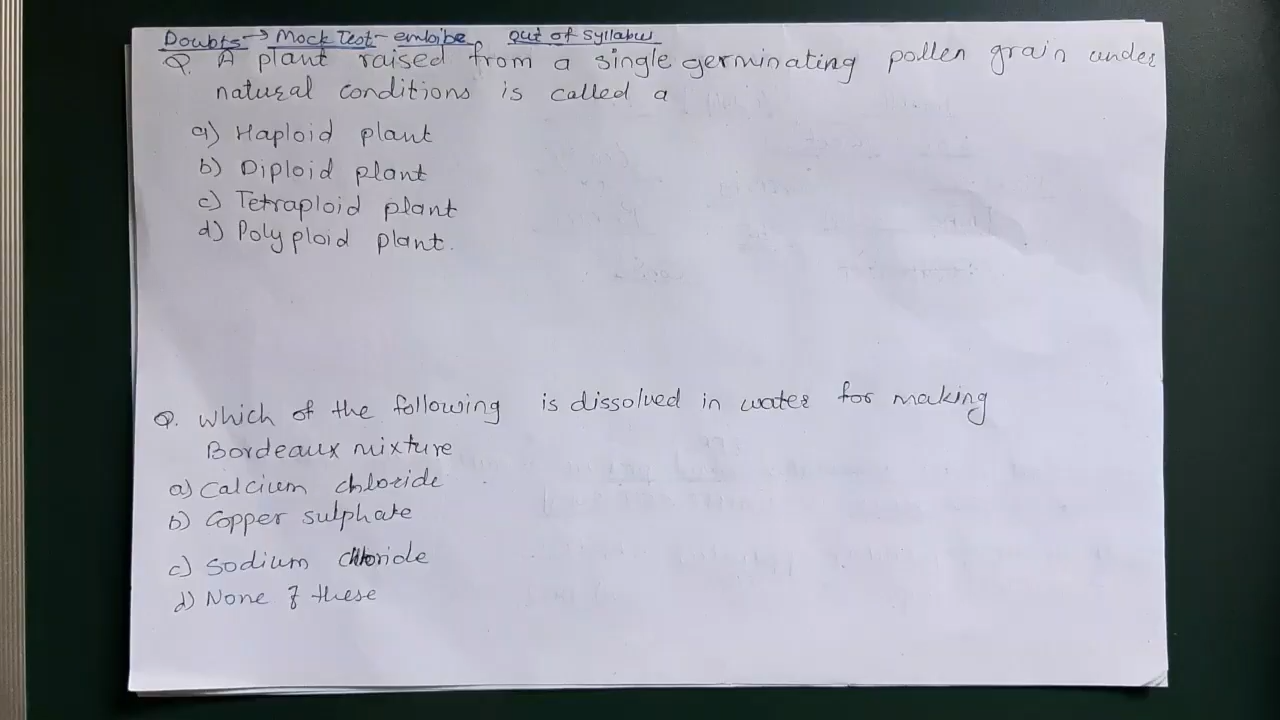 Doubts → Mock Test - embibe out of Syllabus
Q. A plant raised from a single germinating pollen grain under
natural conditions is called a
a) Haploid plant
b) Diploid plant
c) Tetraploid plant
d) Polyploid plant.
Q. Which of the following is dissolved in water for making
Bordeaux mixture
a) Calcium chloride
b) Copper sulphate
c) Sodium chloride
d) None of these